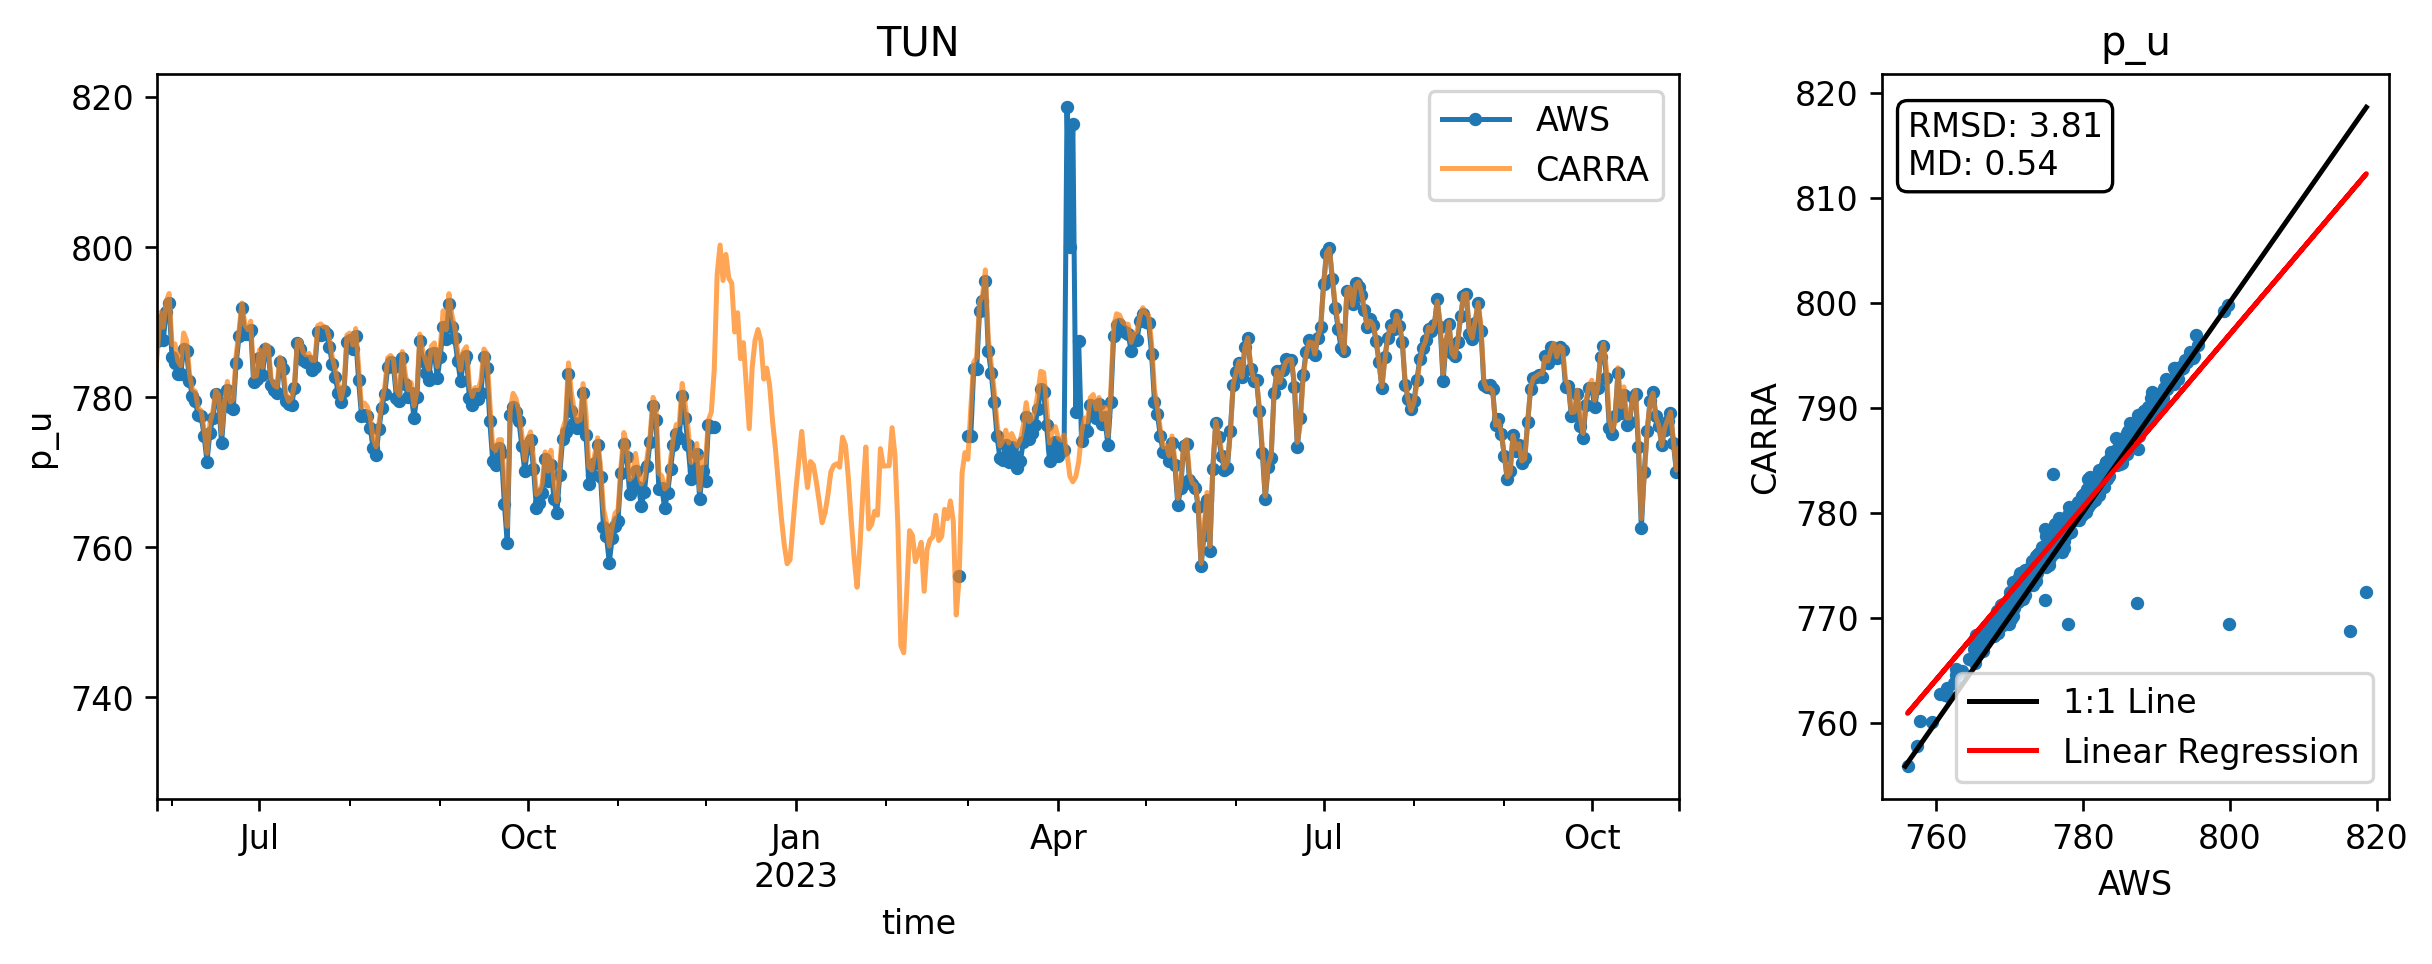 TUN
820
800
780
760
740
p_u
AWS
CARRA
Jul
Oct
Jan
2023
Apr
Jul
Oct
time
p_u
820
810
800
790
780
770
760
CARRA
RMSD: 3.81
MD: 0.54
1:1 Line
Linear Regression
760
780
800
820
AWS